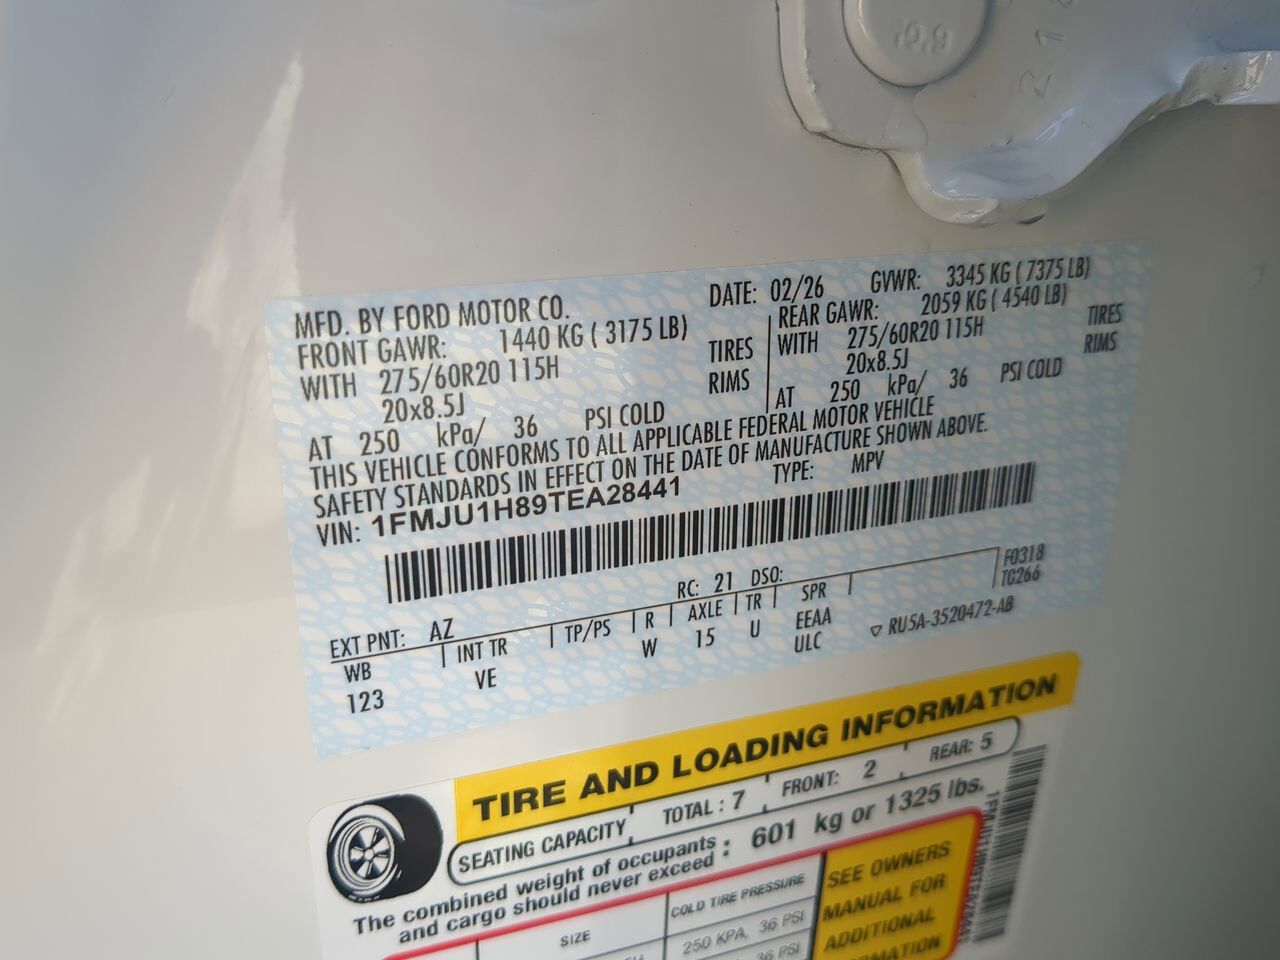 10.9
218
MFD. BY FORD MOTOR CO. DATE: 02/26 GVWR: 3345 KG ( 7375 LB)
FRONT GAWR: 1440 KG ( 3175 LB) REAR GAWR: 2059 KG ( 4540 LB)
WITH 275/60R20 115H TIRES WITH 275/60R20 115H TIRES
20x8.5J RIMS 20x8.5J RIMS
AT 250 kPa/ 36 PSI COLD AT 250 kPa/ 36 PSI COLD
THIS VEHICLE CONFORMS TO ALL APPLICABLE FEDERAL MOTOR VEHICLE
SAFETY STANDARDS IN EFFECT ON THE DATE OF MANUFACTURE SHOWN ABOVE.
VIN: 1FMJU1H89TEA28441 TYPE: MPV
F0318
TG266
EXT PNT: AZ RC: 21 DSO:
WB INT TR TP/PS R AXLE TR SPR
123 VE W 15 U EEAA
ULC ▽ RU5A-3520472-AB
TIRE AND LOADING INFORMATION
SEATING CAPACITY TOTAL : 7 FRONT: 2 REAR: 5
The combined weight of occupants
and cargo should never exceed : 601 kg or 1325 lbs.
SIZE COLD TIRE PRESSURE
250 KPA, 36 PSI
36 PSI
SEE OWNERS
MANUAL FOR
ADDITIONAL